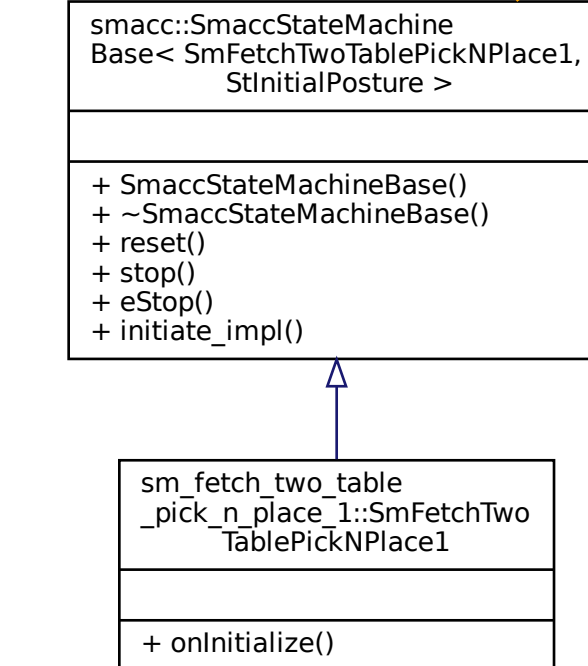 smacc::SmaccStateMachine
Base< SmFetchTwoTablePickNPlace1,
StInitialPosture >
+ SmaccStateMachineBase()
+ ~SmaccStateMachineBase()
+ reset()
+ stop()
+ eStop()
+ initiate_impl()
sm_fetch_two_table
_pick_n_place_1::SmFetchTwo
TablePickNPlace1
+ onInitialize()